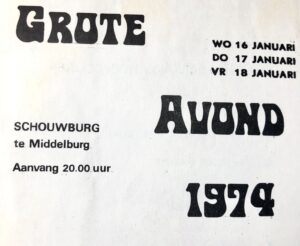 GROTE
WO 16 JANUARI
DO 17 JANUARI
VR 18 JANUARI
AVOND
SCHOUWBURG
te Middelburg
Aanvang 20.00 uur
1974